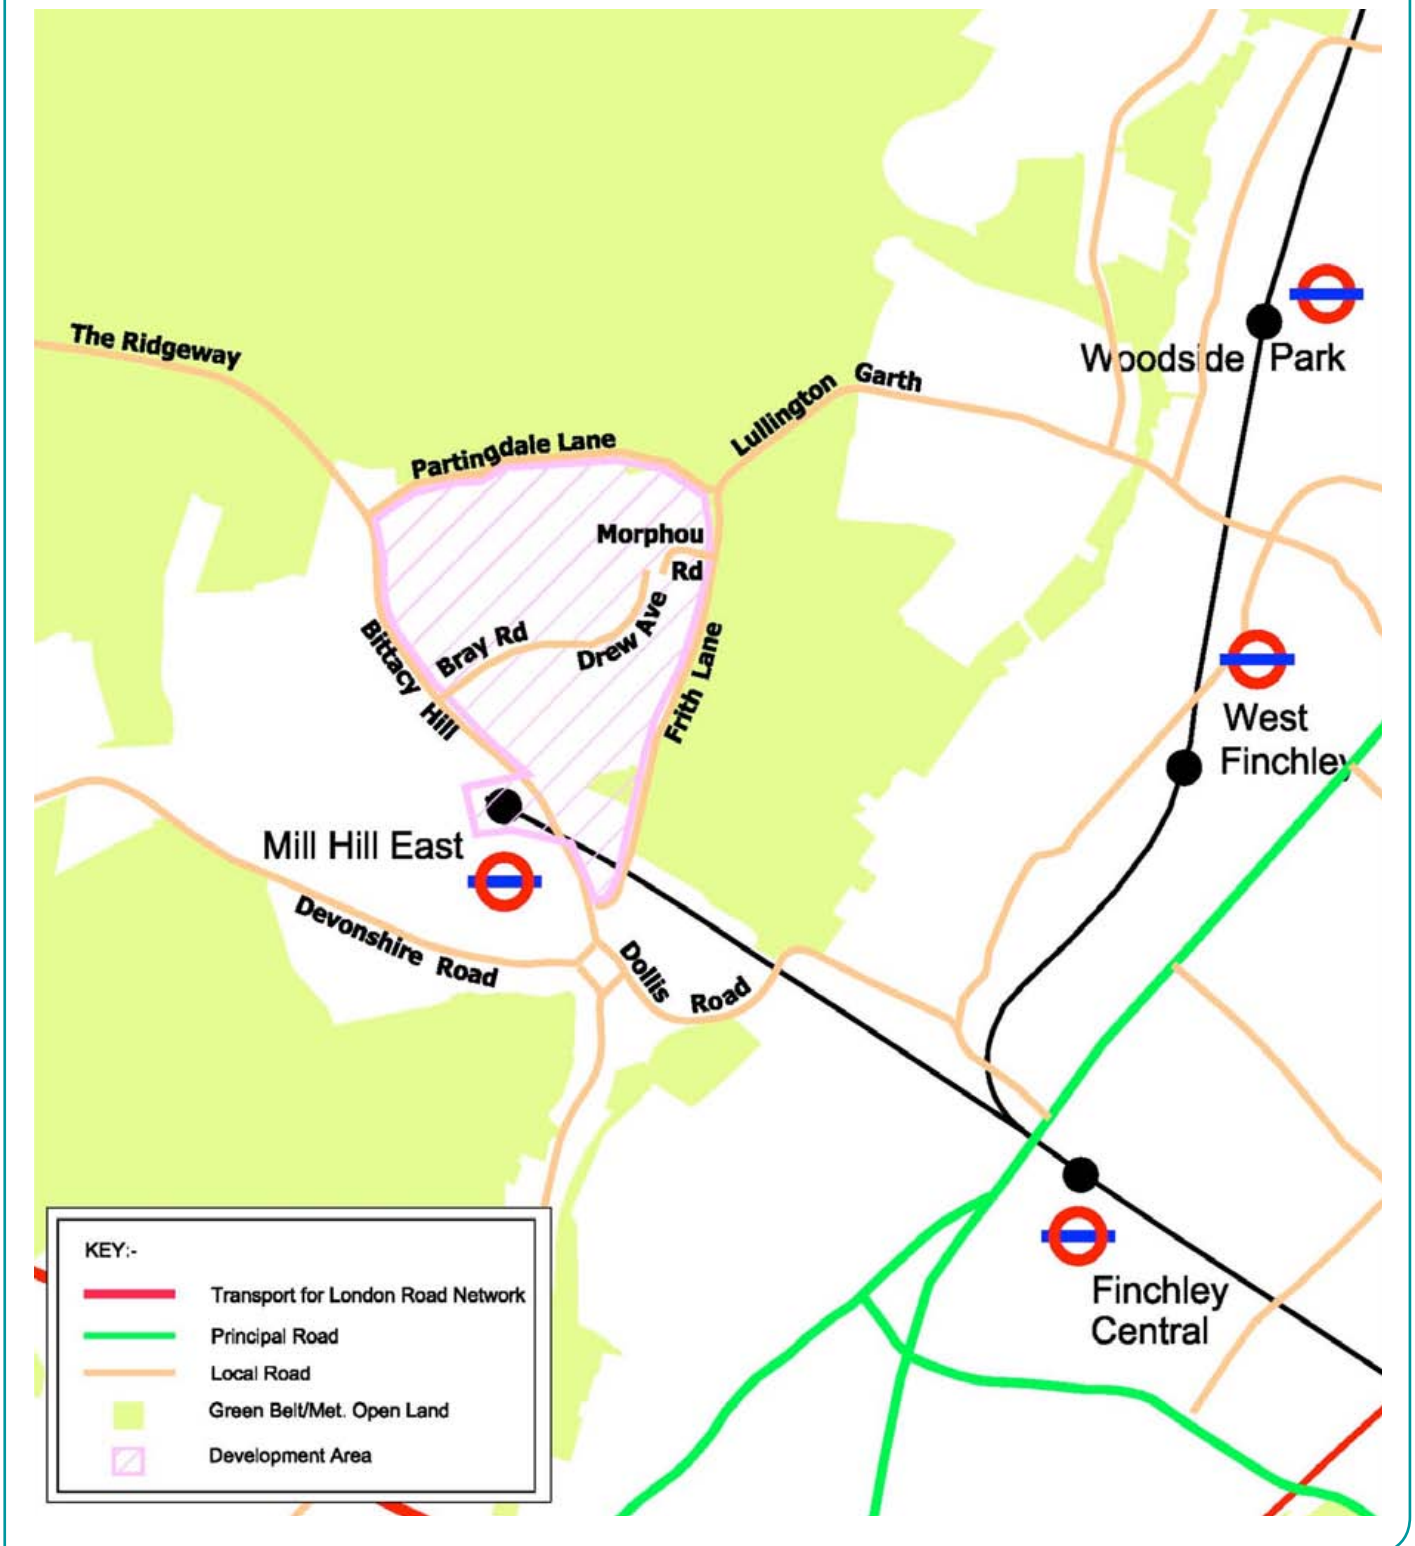 The Ridgeway
Woodside Park
Lullington Garth
Partingdale Lane
Morphou
Rd
Bray Rd
Drew Ave
Bittacy Hill
Frith Lane
West
Finchley
Mill Hill East
Devonshire Road
Dollis Road
Finchley
Central
KEY:-
Transport for London Road Network
Principal Road
Local Road
Green Belt/Met. Open Land
Development Area